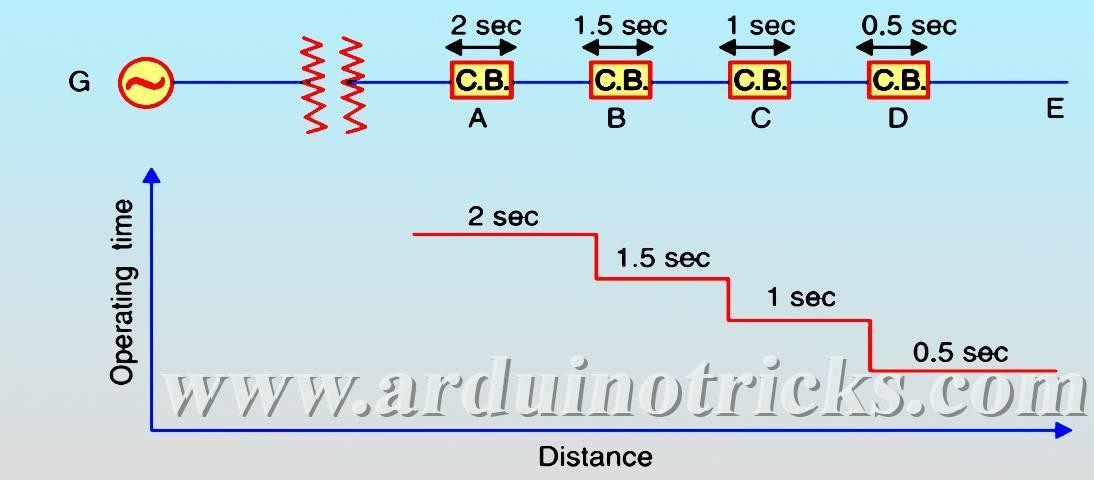 2 sec 1.5 sec 1 sec 0.5 sec
G C.B. C.B. C.B. C.B.
A B C D E
Operating time
2 sec
1.5 sec
1 sec
0.5 sec
www.arduinotricks.com
Distance